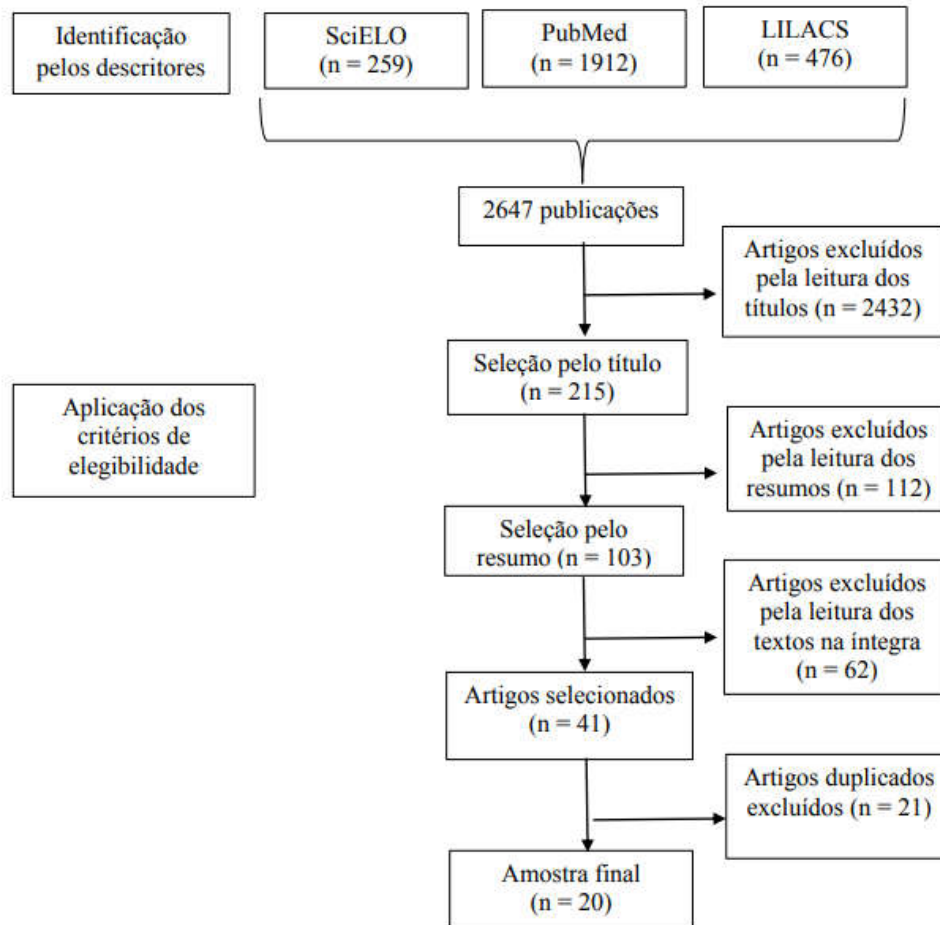 Identificação
pelos descritores
SciELO
(n = 259)
PubMed
(n = 1912)
LILACS
(n = 476)
2647 publicações
Artigos excluídos
pela leitura dos
títulos (n = 2432)
Seleção pelo título
(n = 215)
Aplicação dos
critérios de
elegibilidade
Artigos excluídos
pela leitura dos
resumos (n = 112)
Seleção pelo
resumo (n = 103)
Artigos excluídos
pela leitura dos
textos na íntegra
(n = 62)
Artigos selecionados
(n = 41)
Artigos duplicados
excluídos (n = 21)
Amostra final
(n = 20)